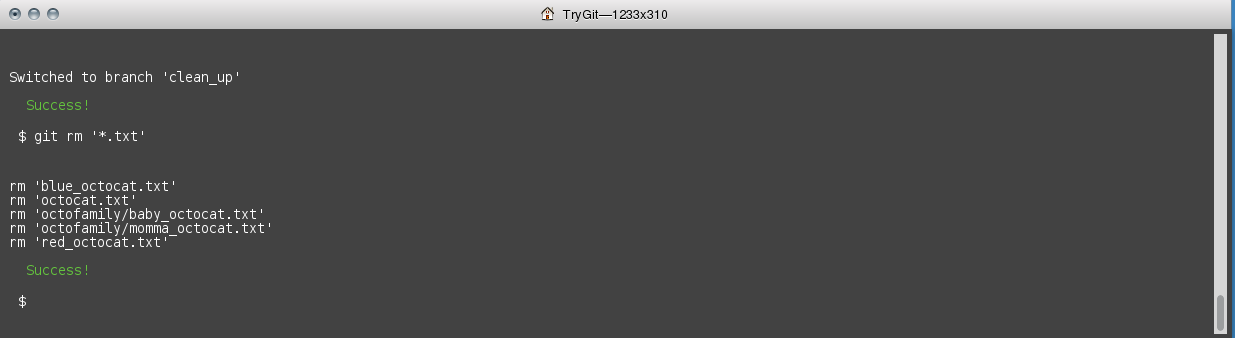 TryGit—1233x310
Switched to branch 'clean_up'
Success!
$ git rm '*.txt'
rm 'blue_octocat.txt'
rm 'octocat.txt'
rm 'octofamily/baby_octocat.txt'
rm 'octofamily/momma_octocat.txt'
rm 'red_octocat.txt'
Success!
$